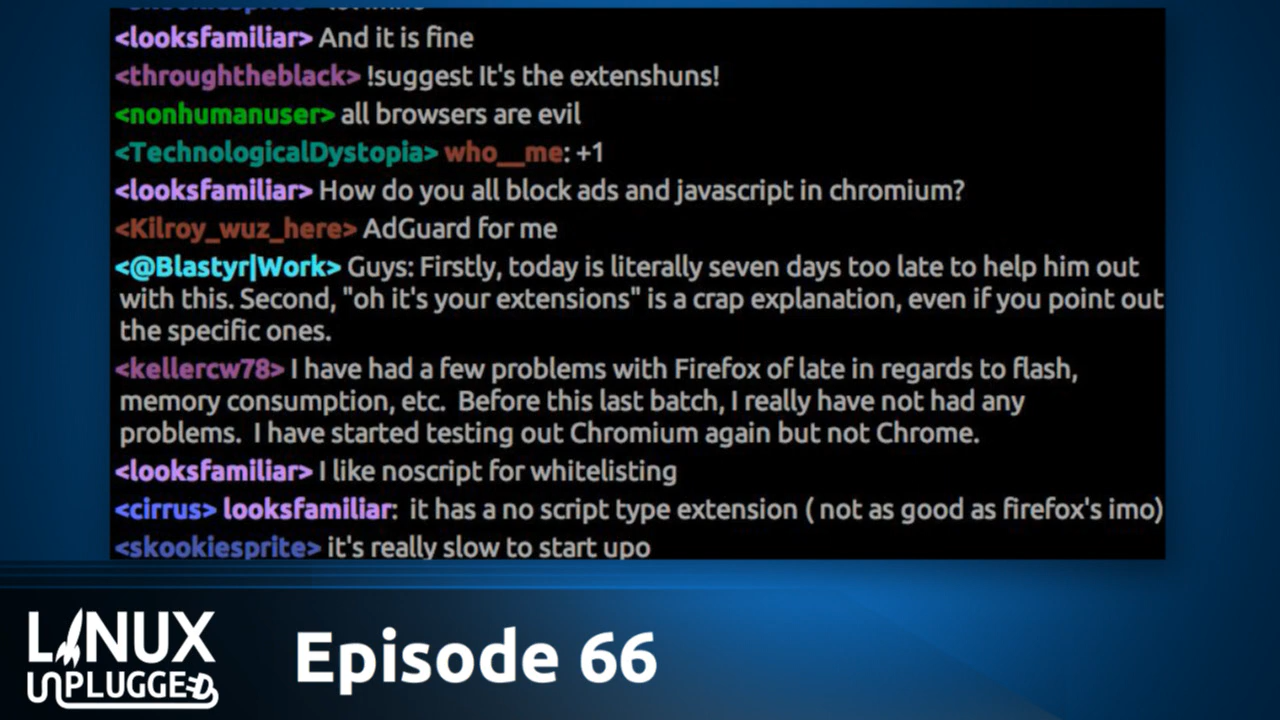 <looksfamiliar> And it is fine
<throughtheblack> !suggest It's the extenshuns!
<nonhumanuser> all browsers are evil
<TechnologicalDystopia> who__me: +1
<looksfamiliar> How do you all block ads and javascript in chromium?
<Kilroy_wuz_here> AdGuard for me
<@Blastyr|Work> Guys: Firstly, today is literally seven days too late to help him out
with this. Second, "oh it's your extensions" is a crap explanation, even if you point out
the specific ones.
<kellercw78> I have had a few problems with Firefox of late in regards to flash,
memory consumption, etc.  Before this last batch, I really have not had any
problems.  I have started testing out Chromium again but not Chrome.
<looksfamiliar> I like noscript for whitelisting
<cirrus> looksfamiliar:  it has a no script type extension ( not as good as firefox's imo)
<skookiesprite> it's really slow to start upo
LINUX
UNPLUGGED
Episode 66